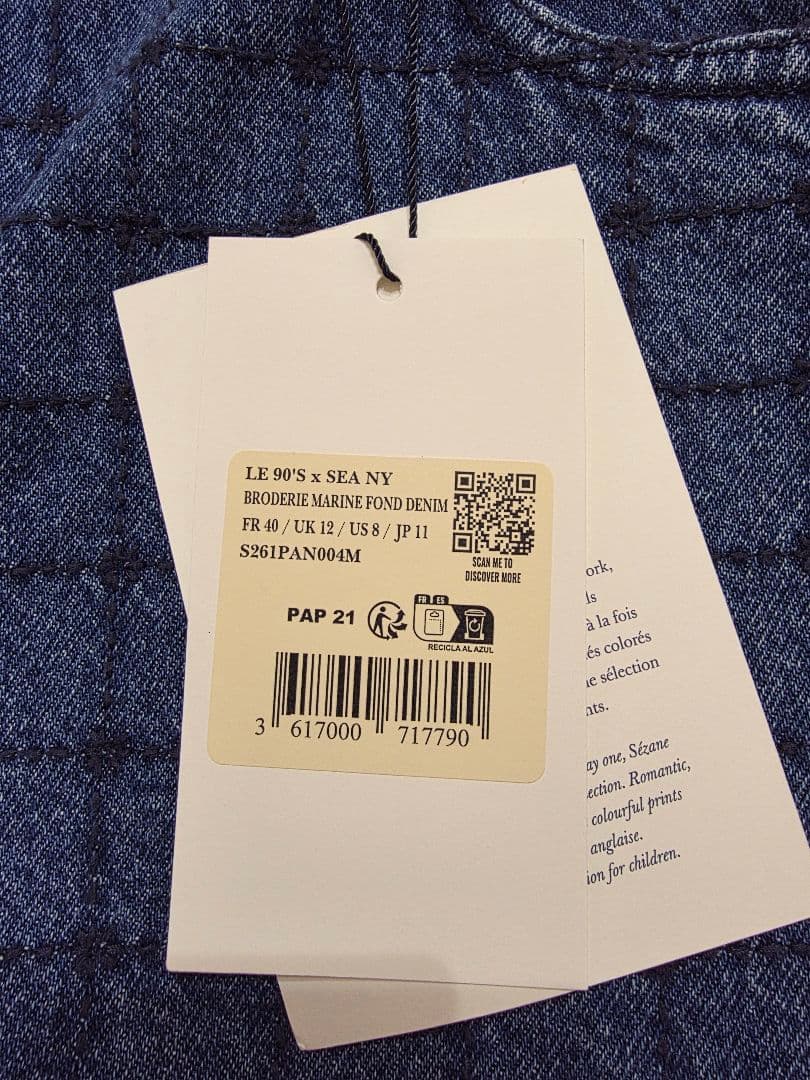 LE 90'S x SEA NY
BRODERIE MARINE FOND DENIM
FR 40 / UK 12 / US 8 / JP 11
S261PAN004M
SCAN ME TO
DISCOVER MORE
PAP 21
FR ES
RECICLA AL AZUL
3 617000 717790
ork,
ls
à la fois
és colorés
ne sélection
nts.
ay one, Sézane
ection. Romantic,
colourful prints
anglaise.
ion for children.